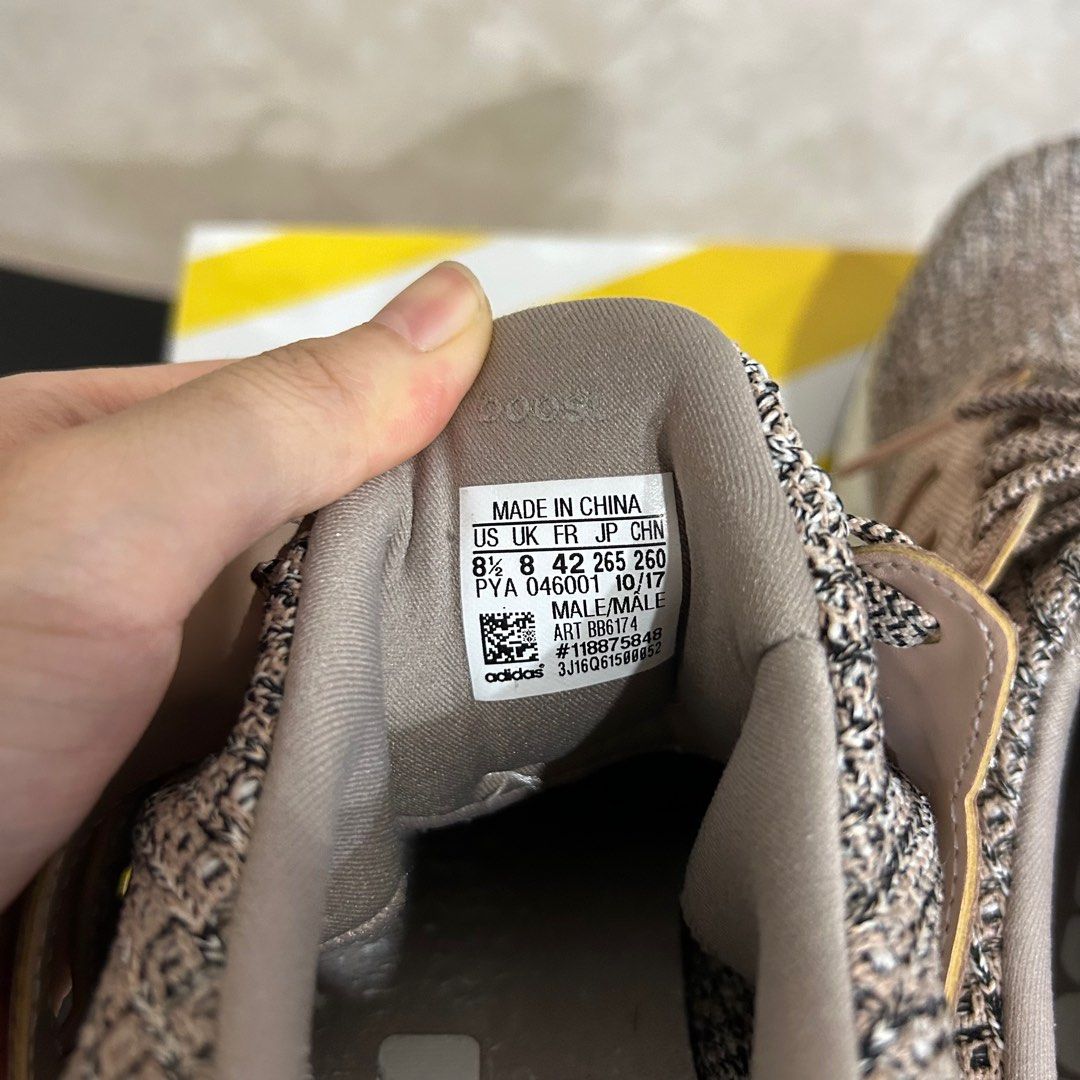 boost
MADE IN CHINA
US UK FR JP CHN
8½ 8 42 265 260
PYA 046001 10/17
MALE/MÂLE
ART BB6174
#118875848
adidas
3J16Q61500052